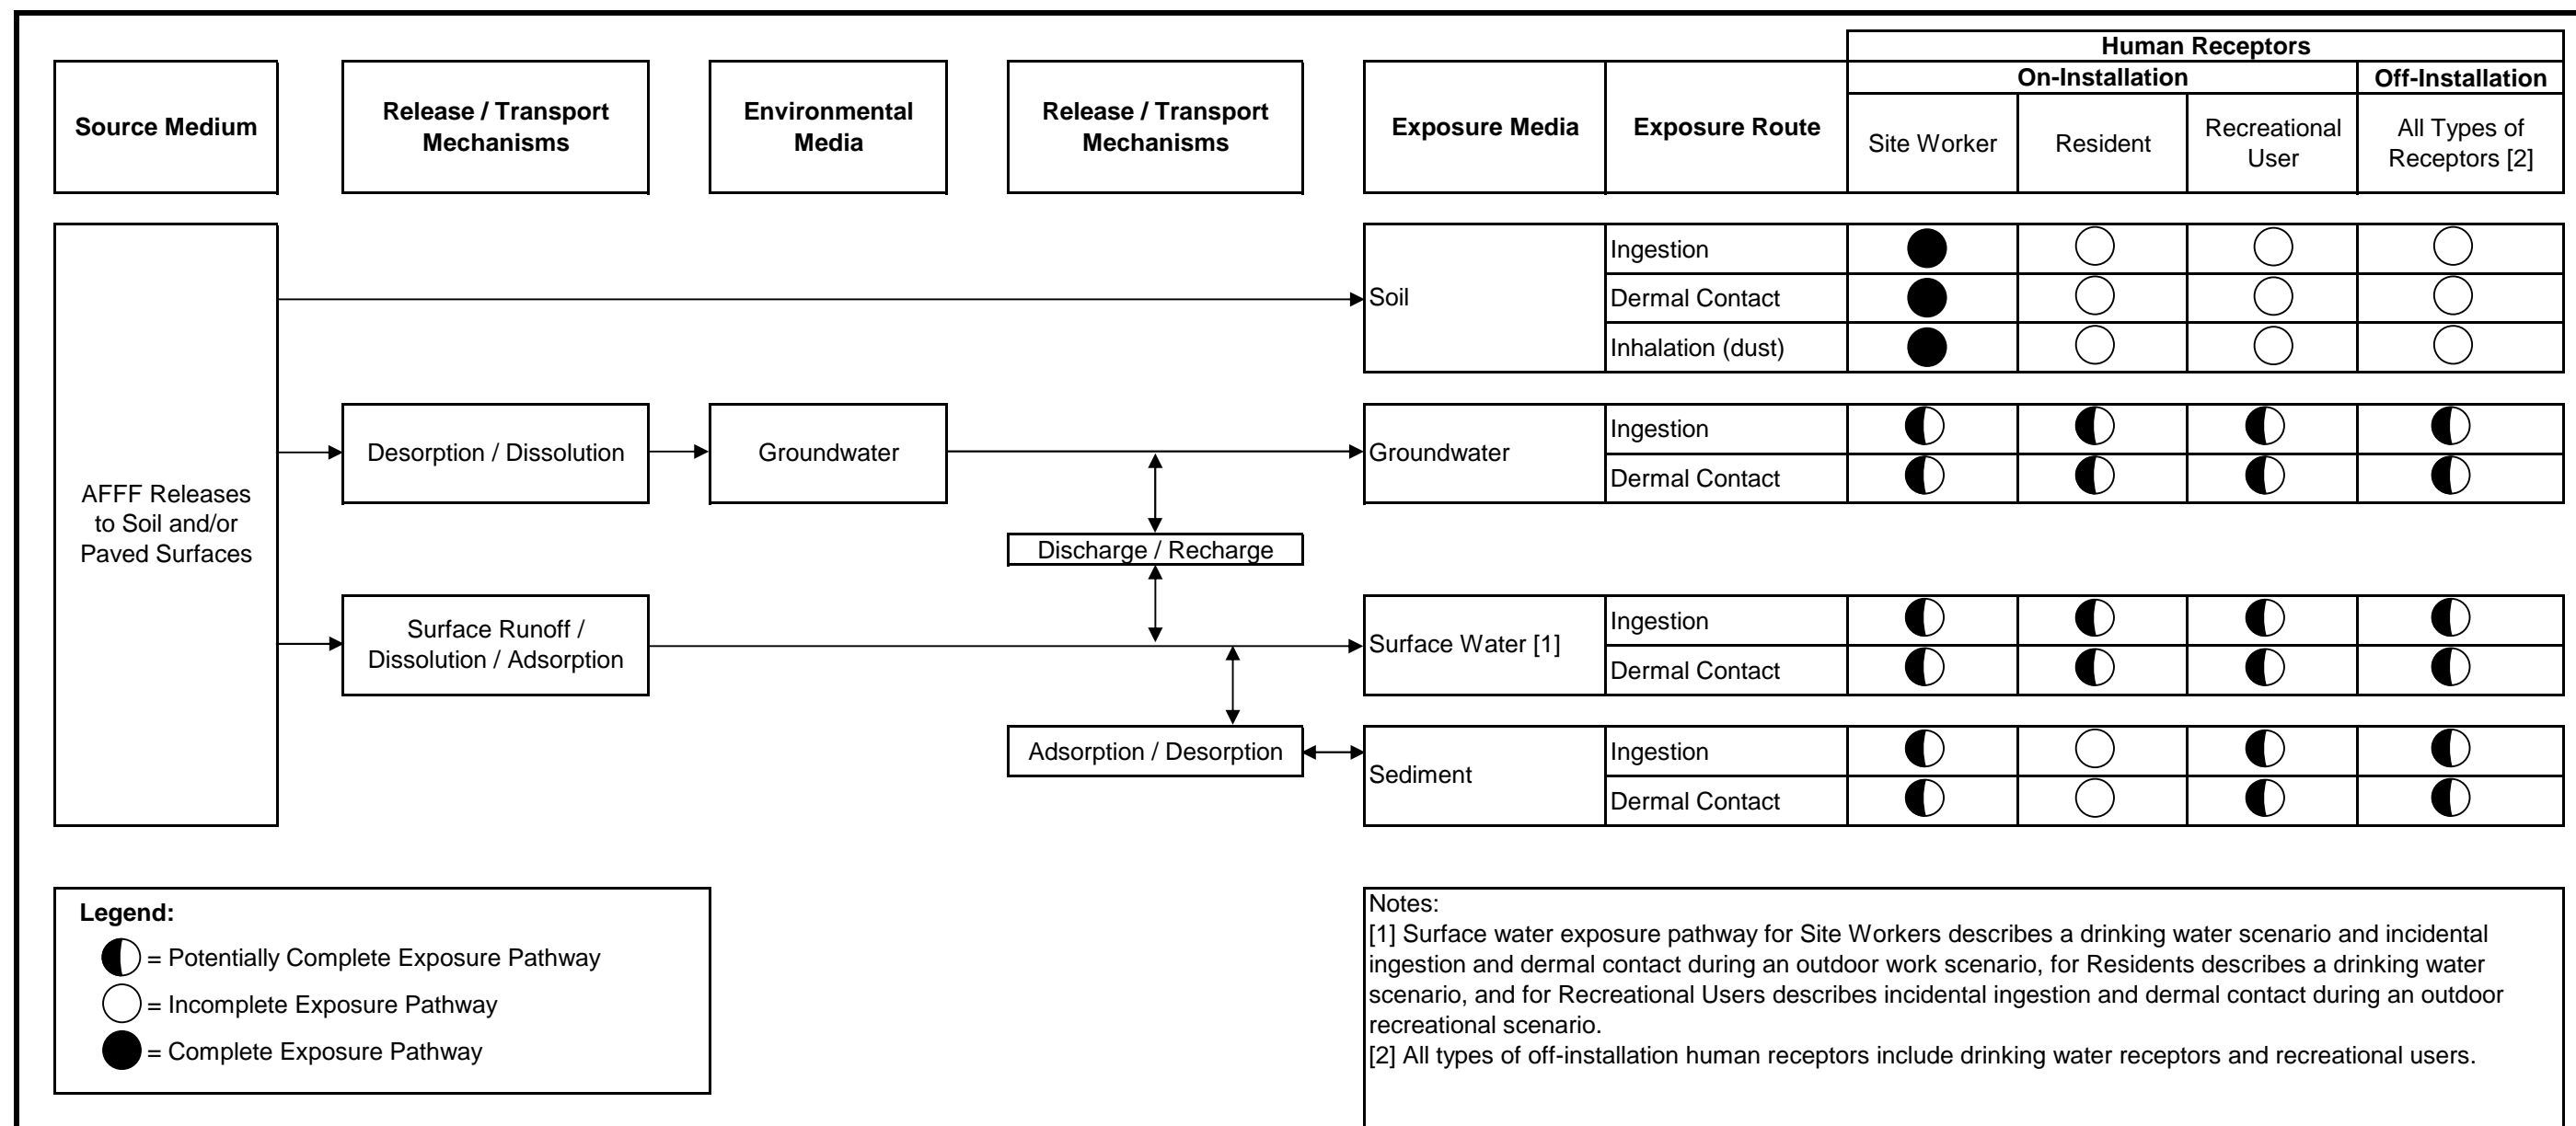 Human Receptors
On-Installation
Off-Installation
Source Medium
Release / Transport
Mechanisms
Environmental
Media
Release / Transport
Mechanisms
Exposure Media
Exposure Route
Site Worker
Resident
Recreational
User
All Types of
Receptors [2]
AFFF Releases
to Soil and/or
Paved Surfaces
Soil
Ingestion
Dermal Contact
Inhalation (dust)
Desorption / Dissolution
Groundwater
Groundwater
Ingestion
Dermal Contact
Discharge / Recharge
Surface Runoff /
Dissolution / Adsorption
Surface Water [1]
Ingestion
Dermal Contact
Adsorption / Desorption
Sediment
Ingestion
Dermal Contact
Legend:
= Potentially Complete Exposure Pathway
= Incomplete Exposure Pathway
= Complete Exposure Pathway
Notes:
[1] Surface water exposure pathway for Site Workers describes a drinking water scenario and incidental
ingestion and dermal contact during an outdoor work scenario, for Residents describes a drinking water
scenario, and for Recreational Users describes incidental ingestion and dermal contact during an outdoor
recreational scenario.
[2] All types of off-installation human receptors include drinking water receptors and recreational users.